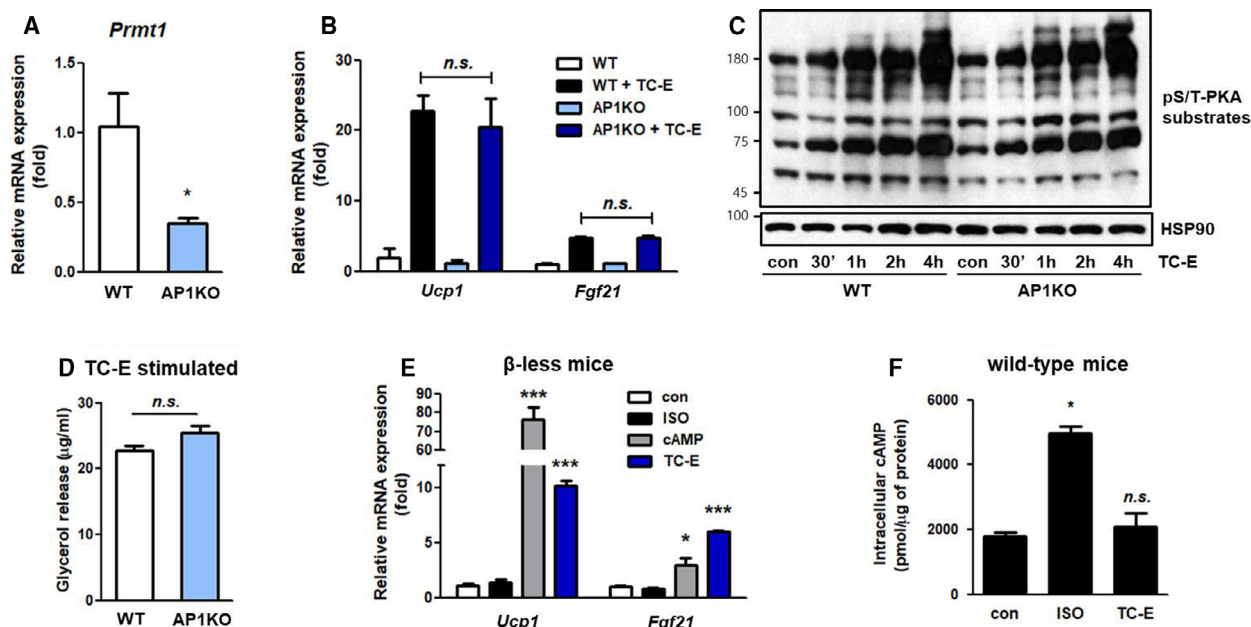 A
Prmt1
Relative mRNA expression
(fold)
1.5
1.0
0.5
0.0
*
WT
AP1KO
B
Relative mRNA expression
(fold)
30
20
10
0
n.s.
n.s.
WT
WT + TC-E
AP1KO
AP1KO + TC-E
Ucp1
Fgf21
C
180
100
75
45
100
pS/T-PKA
substrates
HSP90
con 30' 1h 2h 4h con 30' 1h 2h 4h TC-E
WT
AP1KO
D
TC-E stimulated
Glycerol release (µg/ml)
30
20
10
0
n.s.
WT
AP1KO
E
β-less mice
Relative mRNA expression
(fold)
90
80
70
60
10
5
0
***
***
*
***
con
ISO
cAMP
TC-E
Ucp1
Fgf21
F
wild-type mice
Intracellular cAMP
(pmol/µg of protein)
6000
4000
2000
0
*
n.s.
con
ISO
TC-E